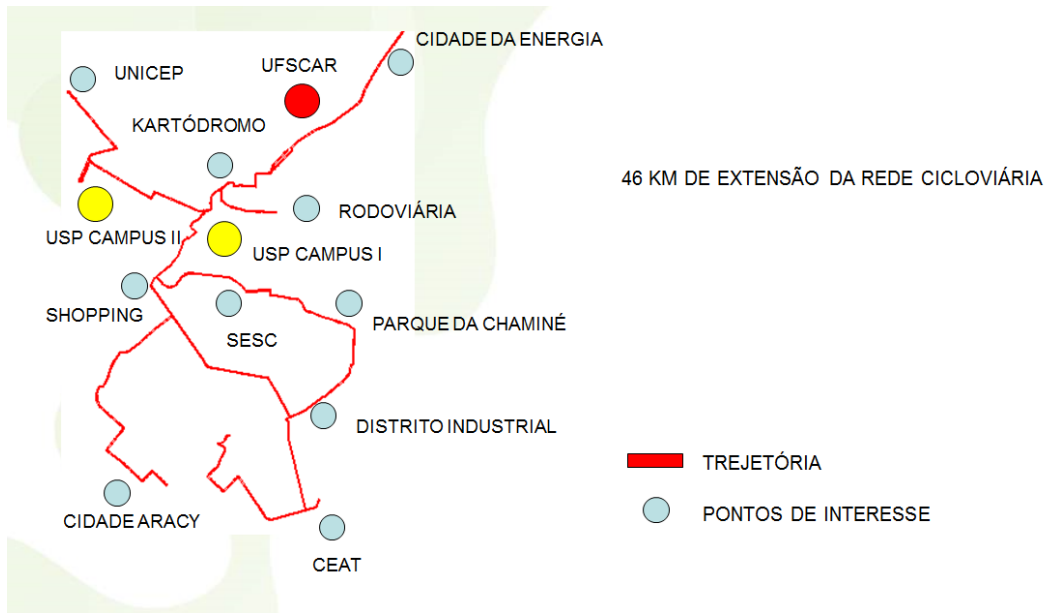 CIDADE DA ENERGIA
UFSCAR
UNICEP
KARTÓDROMO
46 KM DE EXTENSÃO DA REDE CICLOVIÁRIA
RODOVIÁRIA
USP CAMPUS II
USP CAMPUS I
SHOPPING
PARQUE DA CHAMINÉ
SESC
DISTRITO INDUSTRIAL
TREJETÓRIA
PONTOS DE INTERESSE
CIDADE ARACY
CEAT